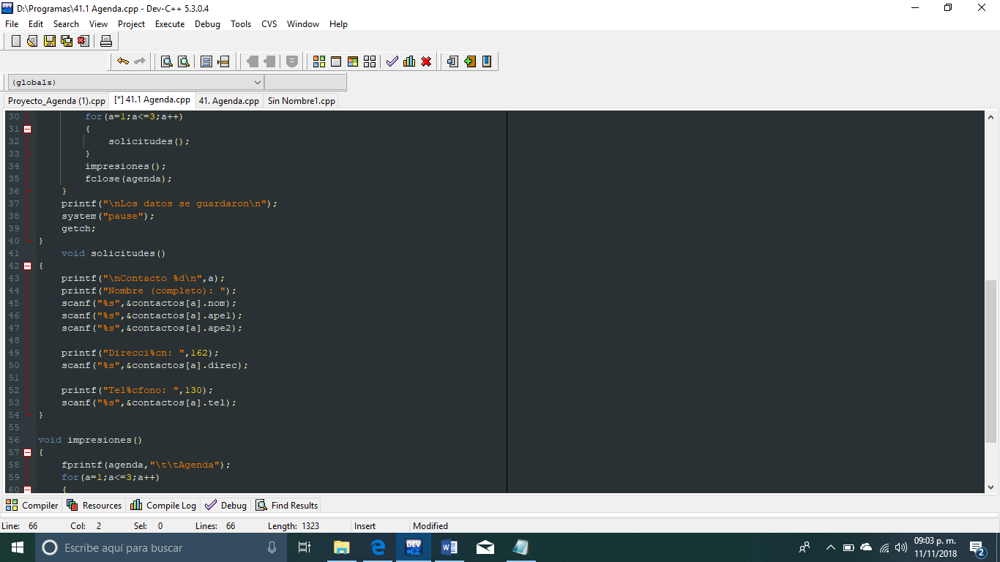 D:\Programas\41.1 Agenda.cpp - Dev-C++ 5.3.0.4
File Edit Search View Project Execute Debug Tools CVS Window Help
(globals)
Proyecto_Agenda (1).cpp [*] 41.1 Agenda.cpp 41. Agenda.cpp Sin Nombre1.cpp
30 for(a=1;a<=3;a++)
31 {
32 solicitudes();
33 }
34 impresiones();
35 fclose(agenda);
36 }
37 printf("\nLos datos se guardaron\n");
38 system("pause");
39 getch;
40 }
41 void solicitudes()
42 {
43 printf("\nContacto %d\n",a);
44 printf("Nombre (completo): ");
45 scanf("%s",&contactos[a].nom);
46 scanf("%s",&contactos[a].ape1);
47 scanf("%s",&contactos[a].ape2);
48
49 printf("Direcci%cn: ",162);
50 scanf("%s",&contactos[a].direc);
51
52 printf("Tel%cfono: ",130);
53 scanf("%s",&contactos[a].tel);
54 }
55
56 void impresiones()
57 {
58 fprintf(agenda,"\t\tAgenda");
59 for(a=1;a<=3;a++)
60 {
Compiler Resources Compile Log Debug Find Results
Line: 66 Col: 2 Sel: 0 Lines: 66 Length: 1323 Insert Modified
Escribe aquí para buscar
09:03 p. m.
11/11/2018
2